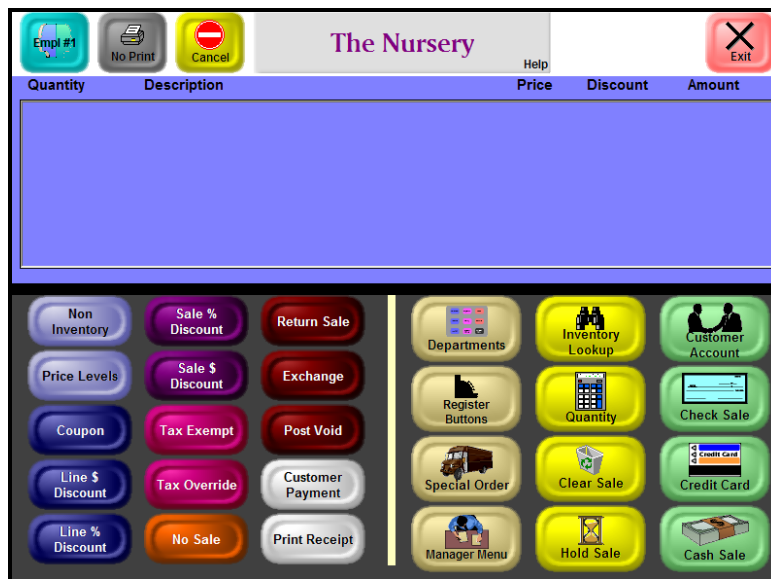 Empl #1
No Print
Cancel
The Nursery
Help
Exit
Quantity Description Price Discount Amount
Non
Inventory
Sale %
Discount
Return Sale
Departments
Inventory
Lookup
Customer
Account
Price Levels
Sale $
Discount
Exchange
Register
Buttons
Quantity
Check Sale
Coupon
Tax Exempt
Post Void
Special Order
Clear Sale
Credit Card
Credit Card
Line $
Discount
Tax Override
Customer
Payment
Manager Menu
Hold Sale
Cash Sale
Line %
Discount
No Sale
Print Receipt